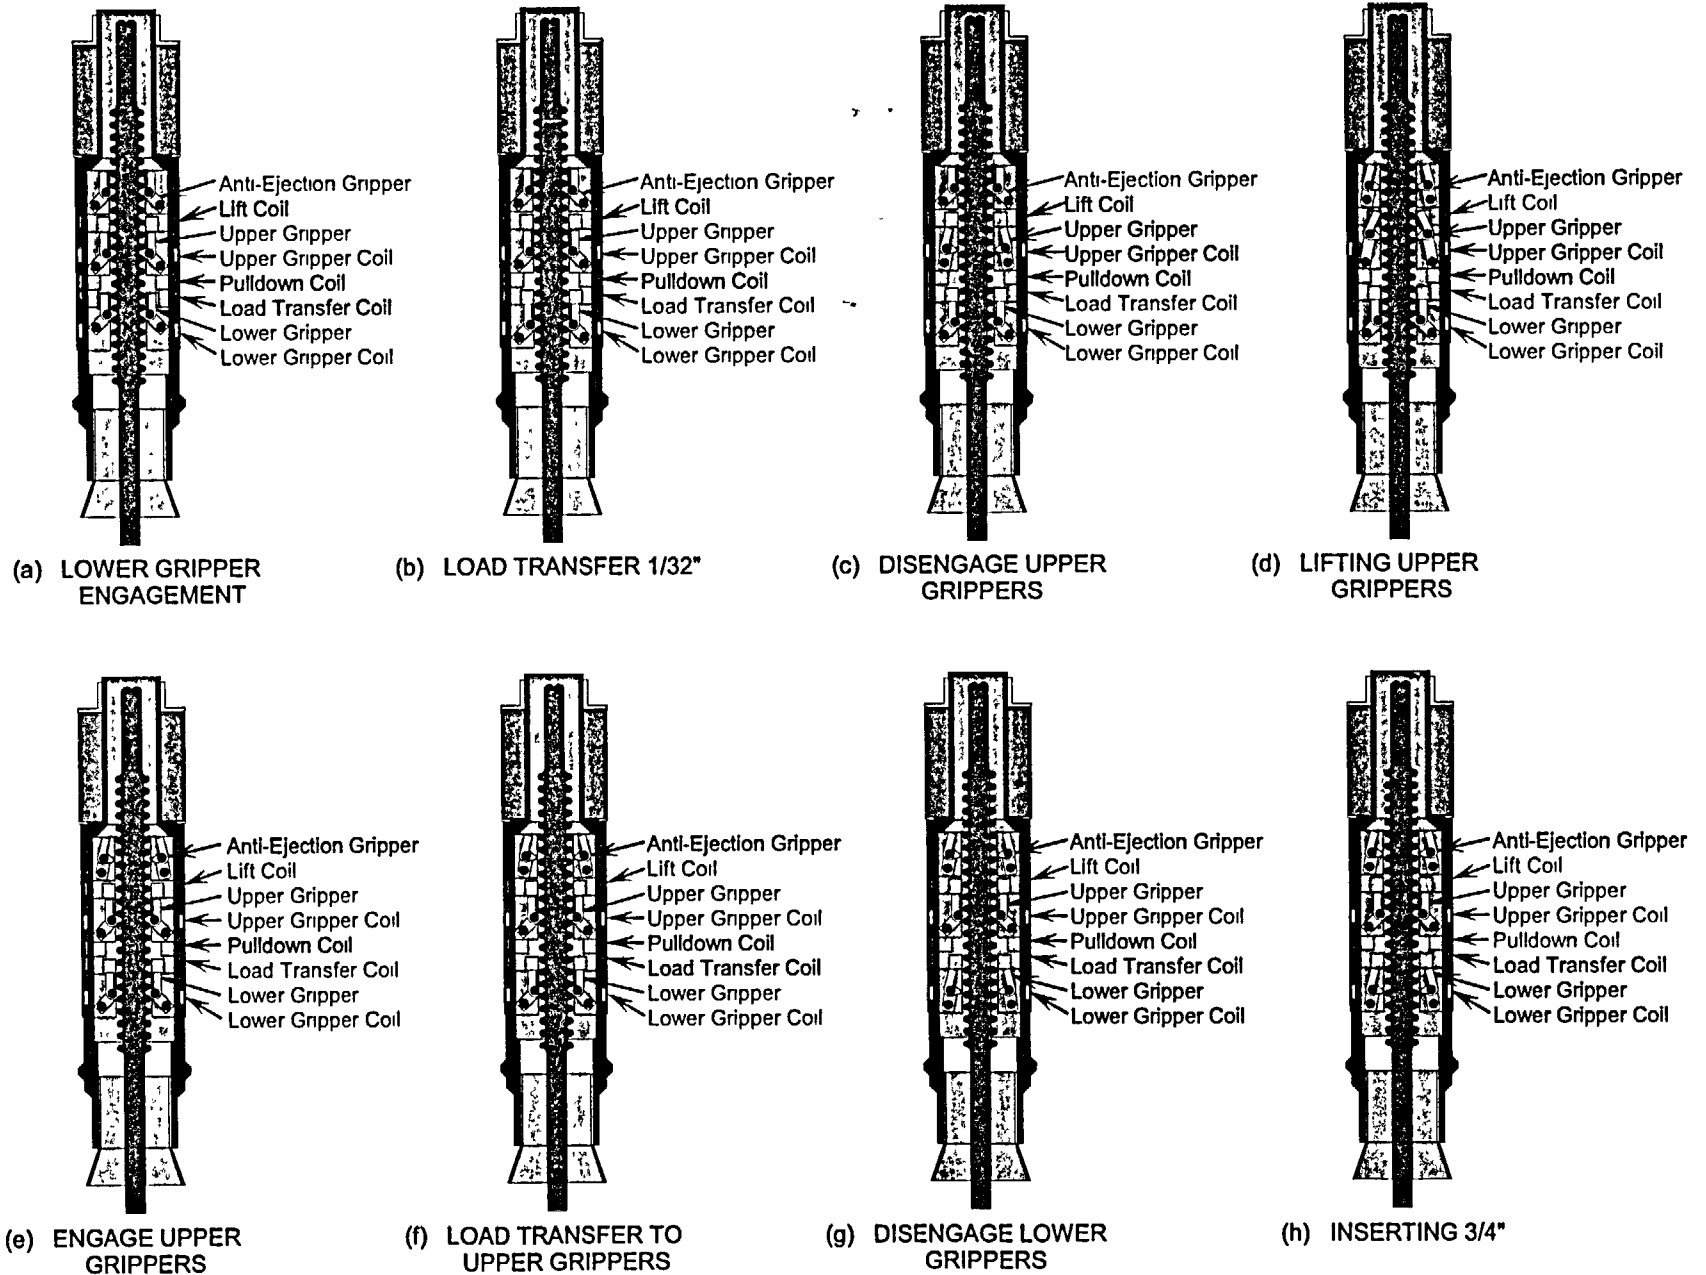 Anti-Ejection Gripper
Lift Coil
Upper Gripper
Upper Gripper Coil
Pulldown Coil
Load Transfer Coil
Lower Gripper
Lower Gripper Coil
(a) LOWER GRIPPER
ENGAGEMENT
Anti-Ejection Gripper
Lift Coil
Upper Gripper
Upper Gripper Coil
Pulldown Coil
Load Transfer Coil
Lower Gripper
Lower Gripper Coil
(b) LOAD TRANSFER 1/32"
Anti-Ejection Gripper
Lift Coil
Upper Gripper
Upper Gripper Coil
Pulldown Coil
Load Transfer Coil
Lower Gripper
Lower Gripper Coil
(c) DISENGAGE UPPER
GRIPPERS
Anti-Ejection Gripper
Lift Coil
Upper Gripper
Upper Gripper Coil
Pulldown Coil
Load Transfer Coil
Lower Gripper
Lower Gripper Coil
(d) LIFTING UPPER
GRIPPERS
Anti-Ejection Gripper
Lift Coil
Upper Gripper
Upper Gripper Coil
Pulldown Coil
Load Transfer Coil
Lower Gripper
Lower Gripper Coil
(e) ENGAGE UPPER
GRIPPERS
Anti-Ejection Gripper
Lift Coil
Upper Gripper
Upper Gripper Coil
Pulldown Coil
Load Transfer Coil
Lower Gripper
Lower Gripper Coil
(f) LOAD TRANSFER TO
UPPER GRIPPERS
Anti-Ejection Gripper
Lift Coil
Upper Gripper
Upper Gripper Coil
Pulldown Coil
Load Transfer Coil
Lower Gripper
Lower Gripper Coil
(g) DISENGAGE LOWER
GRIPPERS
Anti-Ejection Gripper
Lift Coil
Upper Gripper
Upper Gripper Coil
Pulldown Coil
Load Transfer Coil
Lower Gripper
Lower Gripper Coil
(h) INSERTING 3/4"